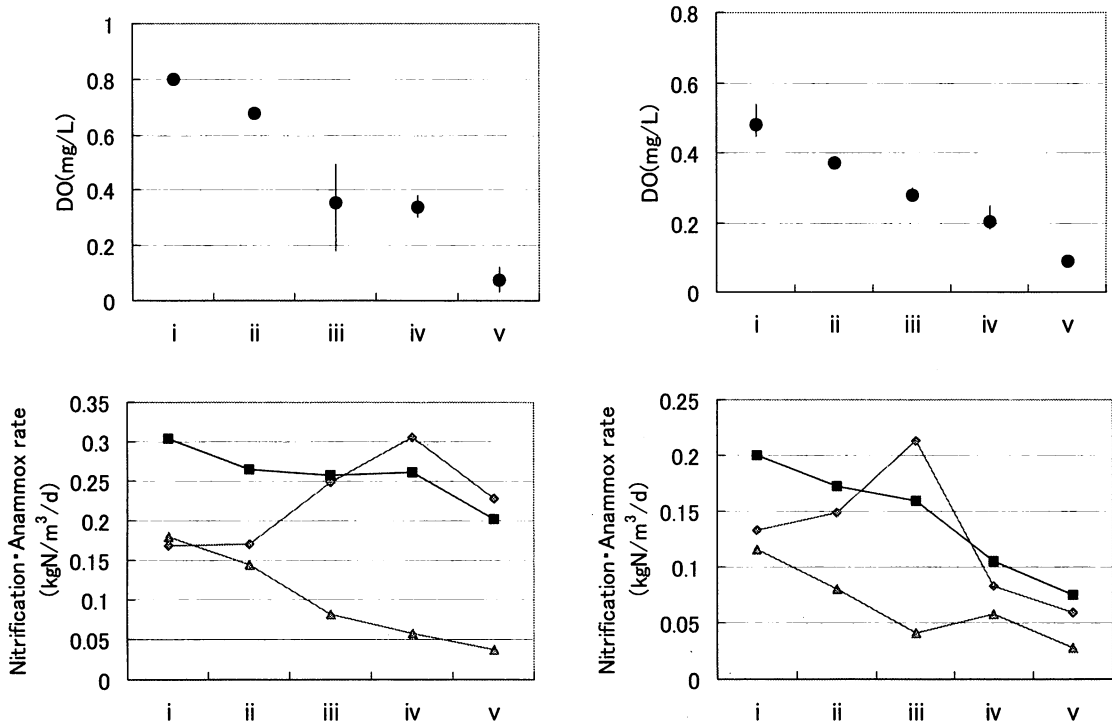 1
0.8
0.6
0.4
0.2
0
DO(mg/L)
i ii iii iv v
0.8
0.6
0.4
0.2
0
DO(mg/L)
i ii iii iv v
0.35
0.3
0.25
0.2
0.15
0.1
0.05
0
Nitrification・Anammox rate
(kgN/m³/d)
i ii iii iv v
0.25
0.2
0.15
0.1
0.05
0
Nitrification・Anammox rate
(kgN/m³/d)
i ii iii iv v